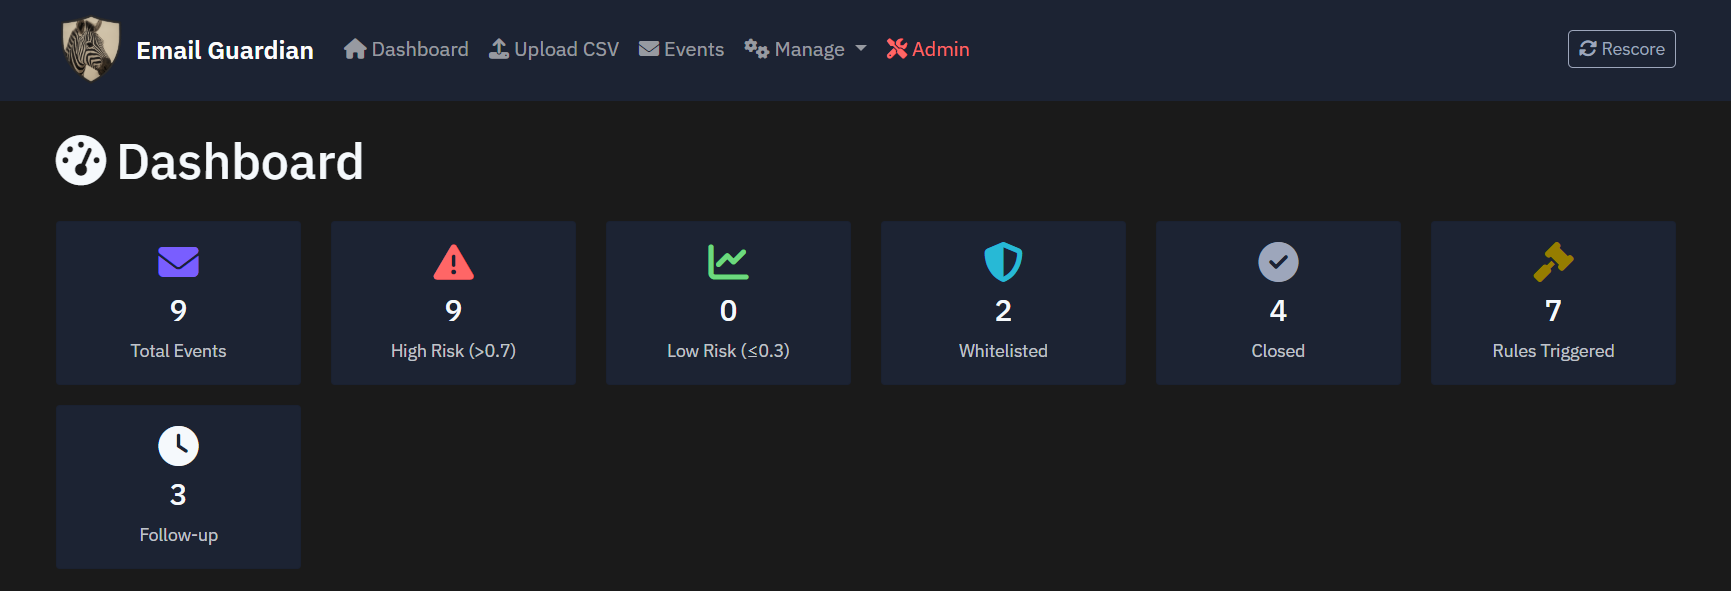 Email Guardian
Dashboard
Upload CSV
Events
Manage
Admin
Rescore
Dashboard
9
Total Events
9
High Risk (>0.7)
0
Low Risk (≤0.3)
2
Whitelisted
4
Closed
7
Rules Triggered
3
Follow-up